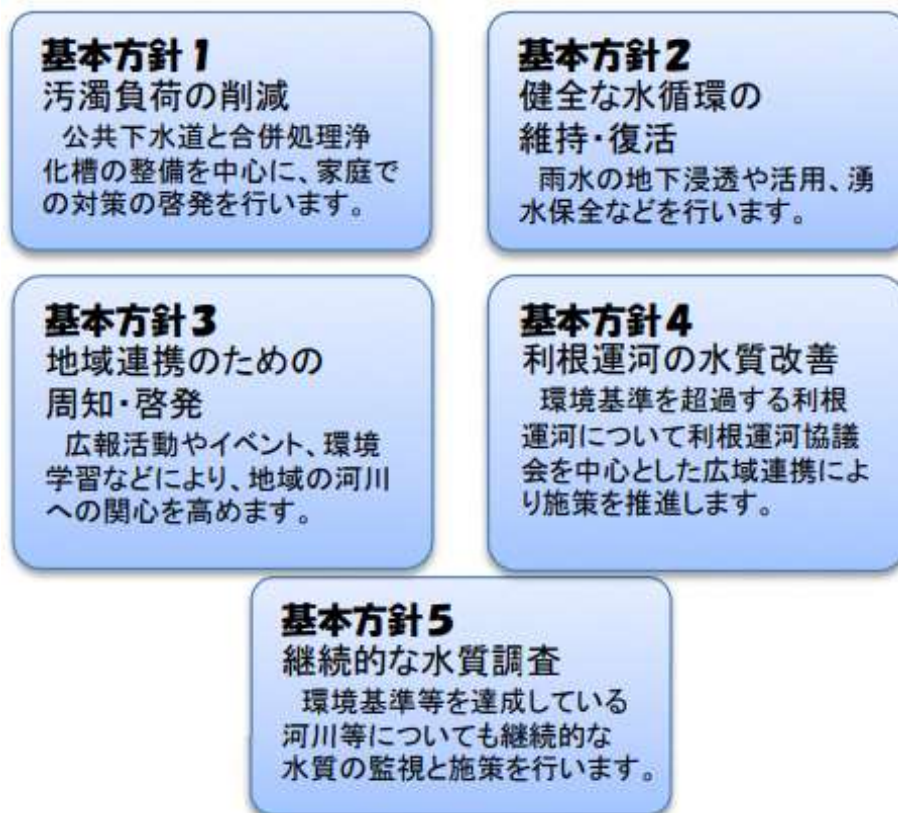 基本方針1
汚濁負荷の削減
公共下水道と合併処理浄
化槽の整備を中心に、家庭で
の対策の啓発を行います。
基本方針2
健全な水循環の
維持・復活
雨水の地下浸透や活用、湧
水保全などを行います。
基本方針3
地域連携のための
周知・啓発
広報活動やイベント、環境
学習などにより、地域の河川
への関心を高めます。
基本方針4
利根運河の水質改善
環境基準を超過する利根
運河について利根運河協議
会を中心とした広域連携によ
り施策を推進します。
基本方針5
継続的な水質調査
環境基準等を達成している
河川等についても継続的な
水質の監視と施策を行います。